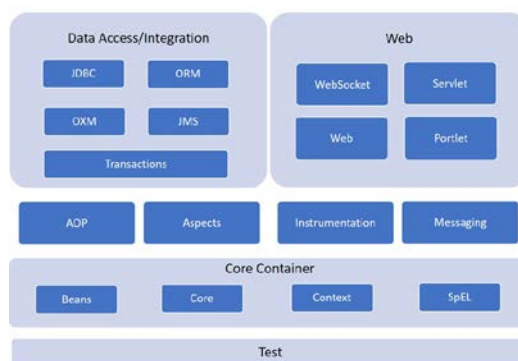 Data Access/Integration
JDBC
ORM
OXM
JMS
Transactions
Web
WebSocket
Servlet
Web
Portlet
AOP
Aspects
Instrumentation
Messaging
Core Container
Beans
Core
Context
SpEL
Test